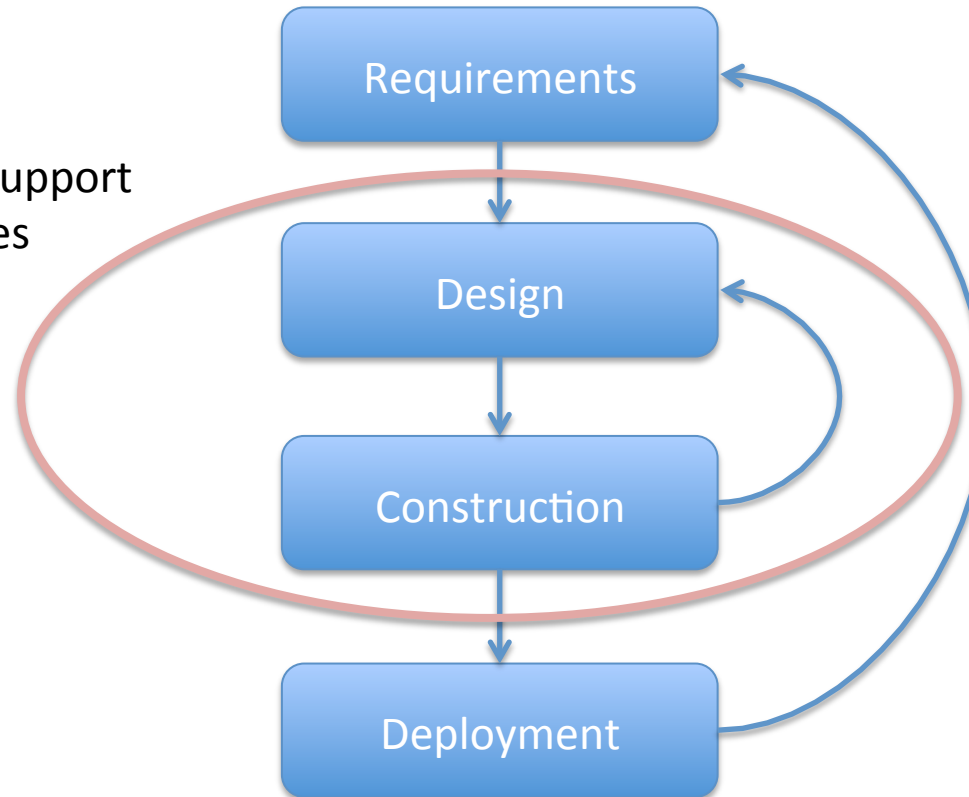 Requirements
upport
es
Design
Construction
Deployment